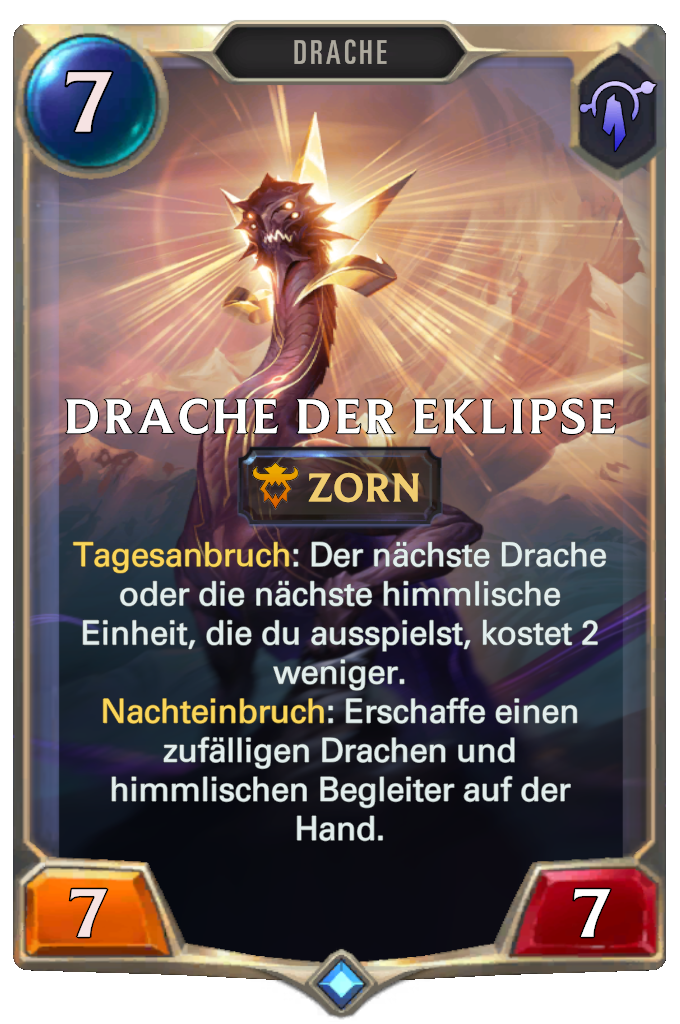 DRACHE
7
DRACHE DER EKLIPSE
ZORN
Tagesanbruch: Der nächste Drache
oder die nächste himmlische
Einheit, die du ausspielst, kostet 2
weniger.
Nachteinbruch: Erschaffe einen
zufälligen Drachen und
himmlischen Begleiter auf der
Hand.
7
7